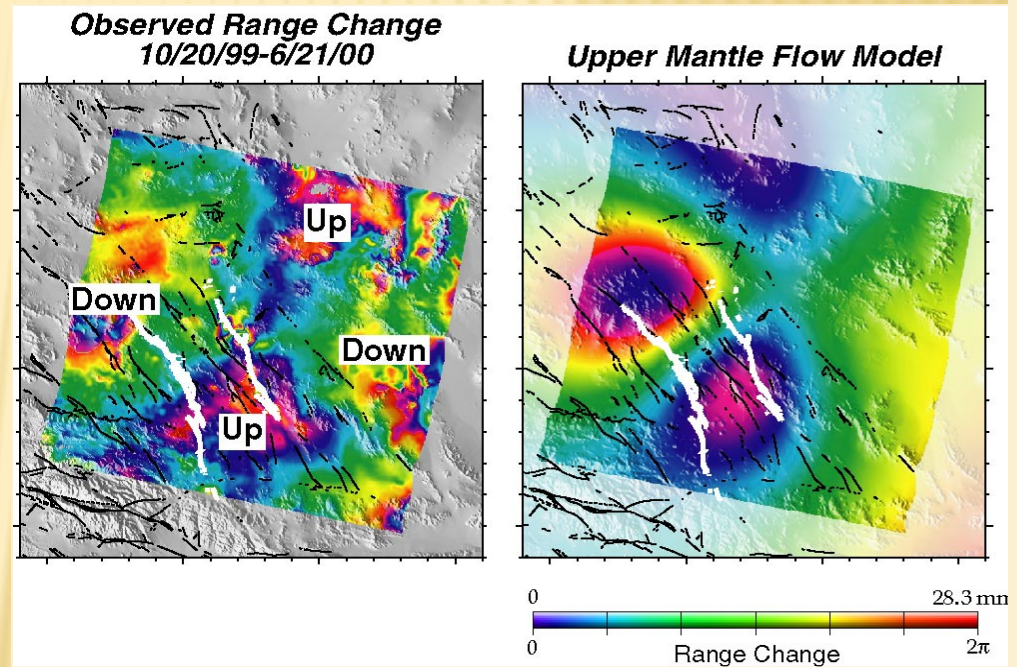 Observed Range Change
10/20/99-6/21/00
Upper Mantle Flow Model
Up
Down
Down
Up
0
28.3 mm
0
2π
Range Change